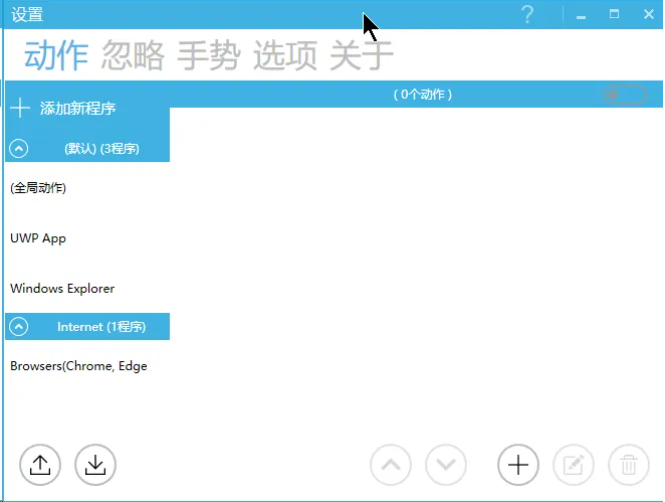 设置
动作 忽略 手势 选项 关于
添加新程序
( 0个动作 )
(默认) (3程序)
(全局动作)
UWP App
Windows Explorer
Internet (1程序)
Browsers(Chrome, Edge